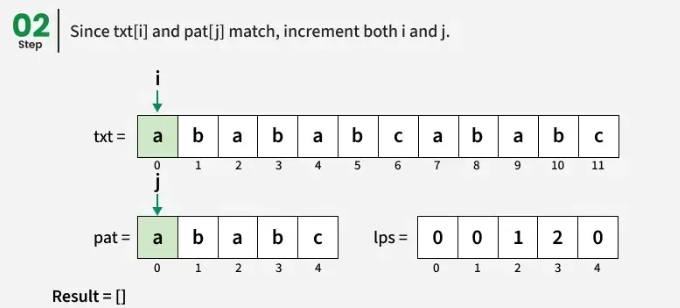 02
Step
Since txt[i] and pat[j] match, increment both i and j.
i
txt = a b a b a b c a b a b c
0 1 2 3 4 5 6 7 8 9 10 11
j
pat = a b a b c lps = 0 0 1 2 0
0 1 2 3 4 0 1 2 3 4
Result = []